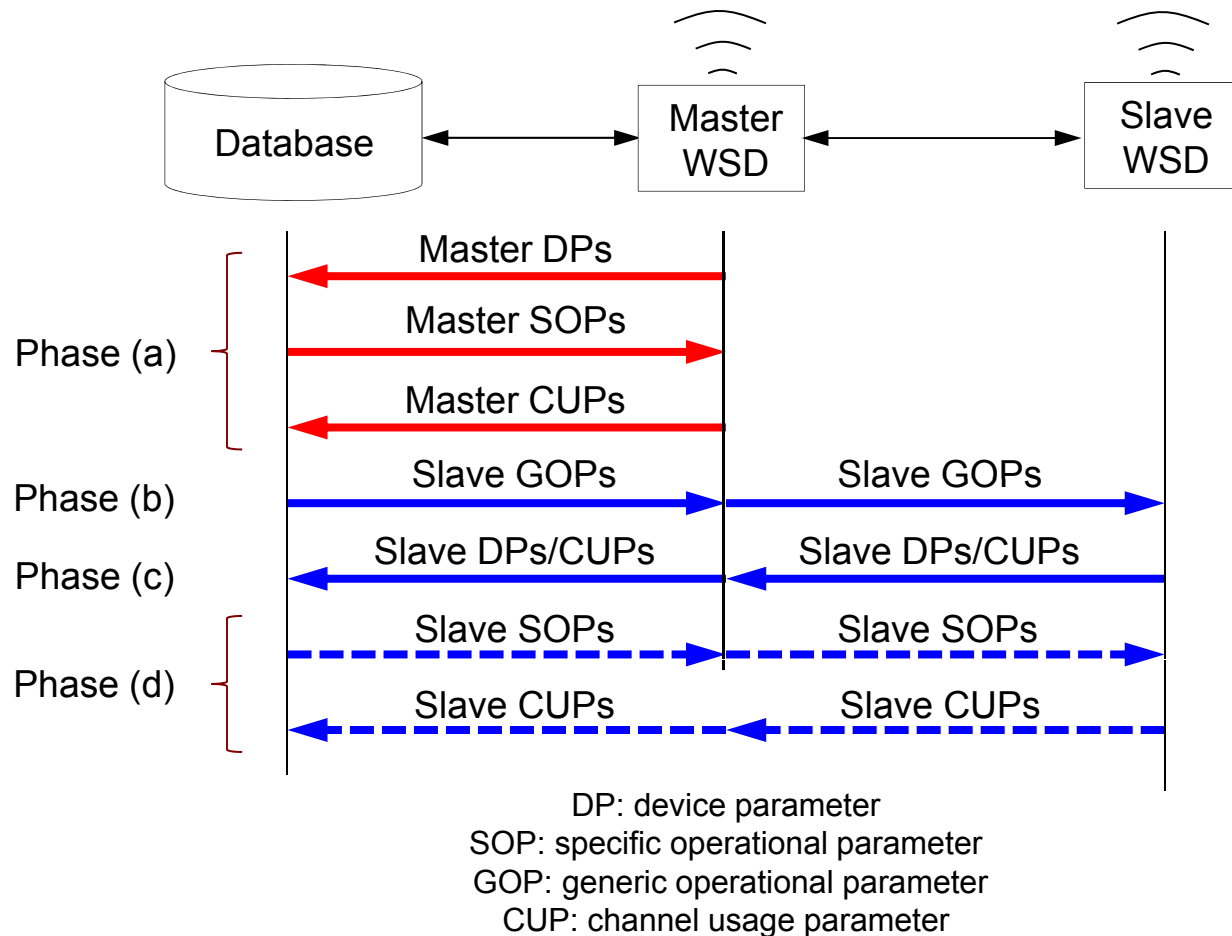 Database
Master
WSD
Slave
WSD
Master DPs
Phase (a)
Master SOPs
Master CUPs
Phase (b)
Slave GOPs
Slave GOPs
Phase (c)
Slave DPs/CUPs
Slave DPs/CUPs
Phase (d)
Slave SOPs
Slave SOPs
Slave CUPs
Slave CUPs
DP: device parameter
SOP: specific operational parameter
GOP: generic operational parameter
CUP: channel usage parameter